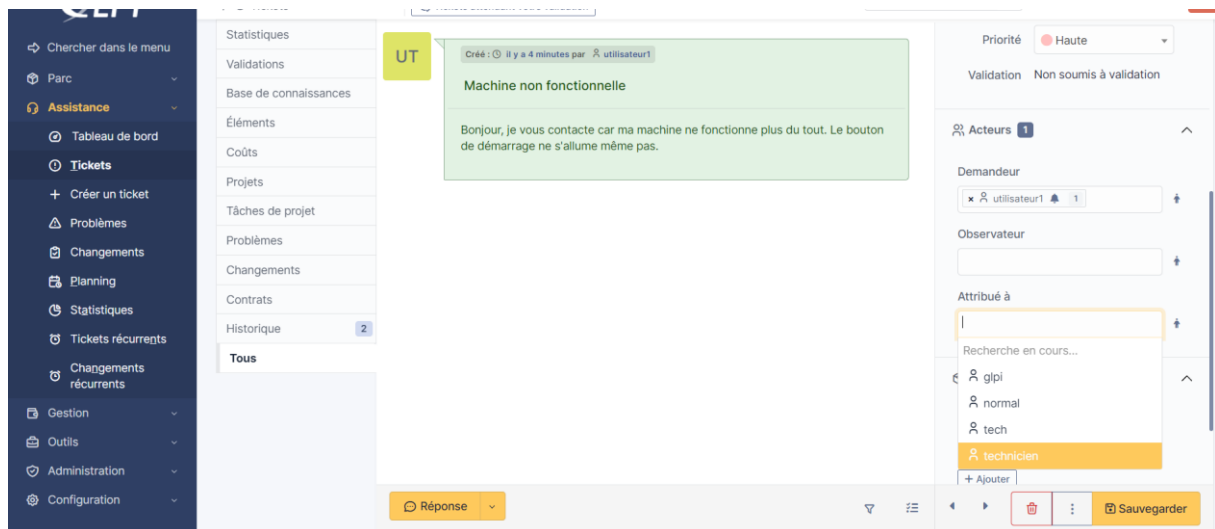 Chercher dans le menu
Parc
Assistance
Tableau de bord
Tickets
Créer un ticket
Problèmes
Changements
Planning
Statistiques
Tickets récurrents
Changements
récurrents
Gestion
Outils
Administration
Configuration
Statistiques
Validations
Base de connaissances
Éléments
Coûts
Projets
Tâches de projet
Problèmes
Changements
Contrats
Historique 2
Tous
UT
Créé : il y a 4 minutes par utilisateur1
Machine non fonctionnelle
Bonjour, je vous contacte car ma machine ne fonctionne plus du tout. Le bouton
de démarrage ne s'allume même pas.
Réponse
Priorité Haute
Validation Non soumis à validation
Acteurs 1
Demandeur
× utilisateur1 1
Observateur
Attribué à
Recherche en cours...
glpi
normal
tech
technicien
+ Ajouter
Sauvegarder